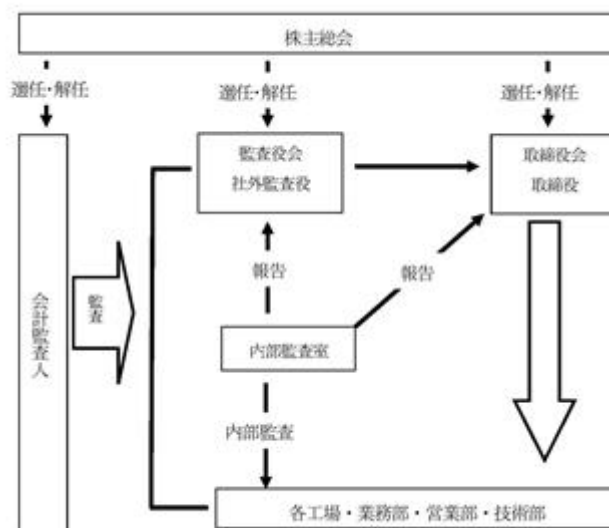 株主総会
選任・解任
選任・解任
選任・解任
監査役会
社外監査役
取締役会
取締役
会計監査人
監査
報告
報告
内部監査室
内部監査
各工場・業務部・営業部・技術部